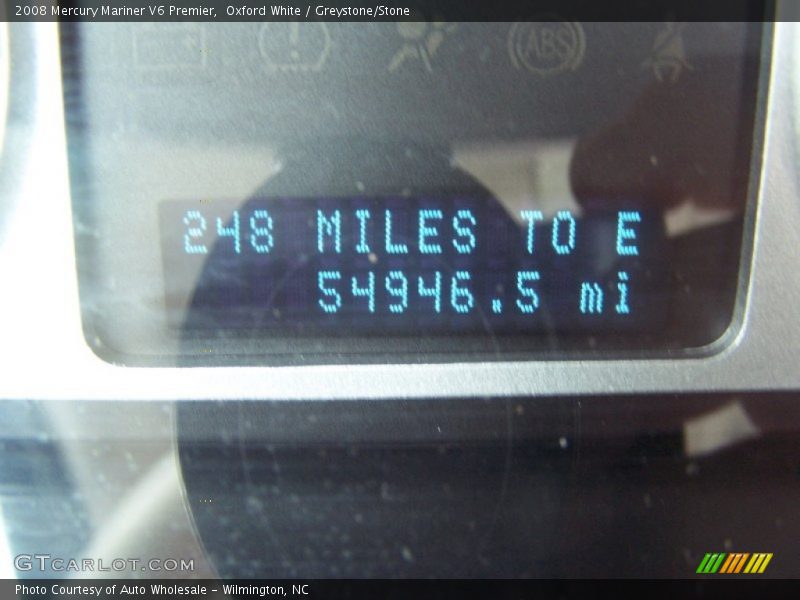 2008 Mercury Mariner V6 Premier,  Oxford White / Greystone/Stone
ABS
248 MILES TO E
54946.5 mi
GTCARLOT.COM
Photo Courtesy of Auto Wholesale - Wilmington, NC